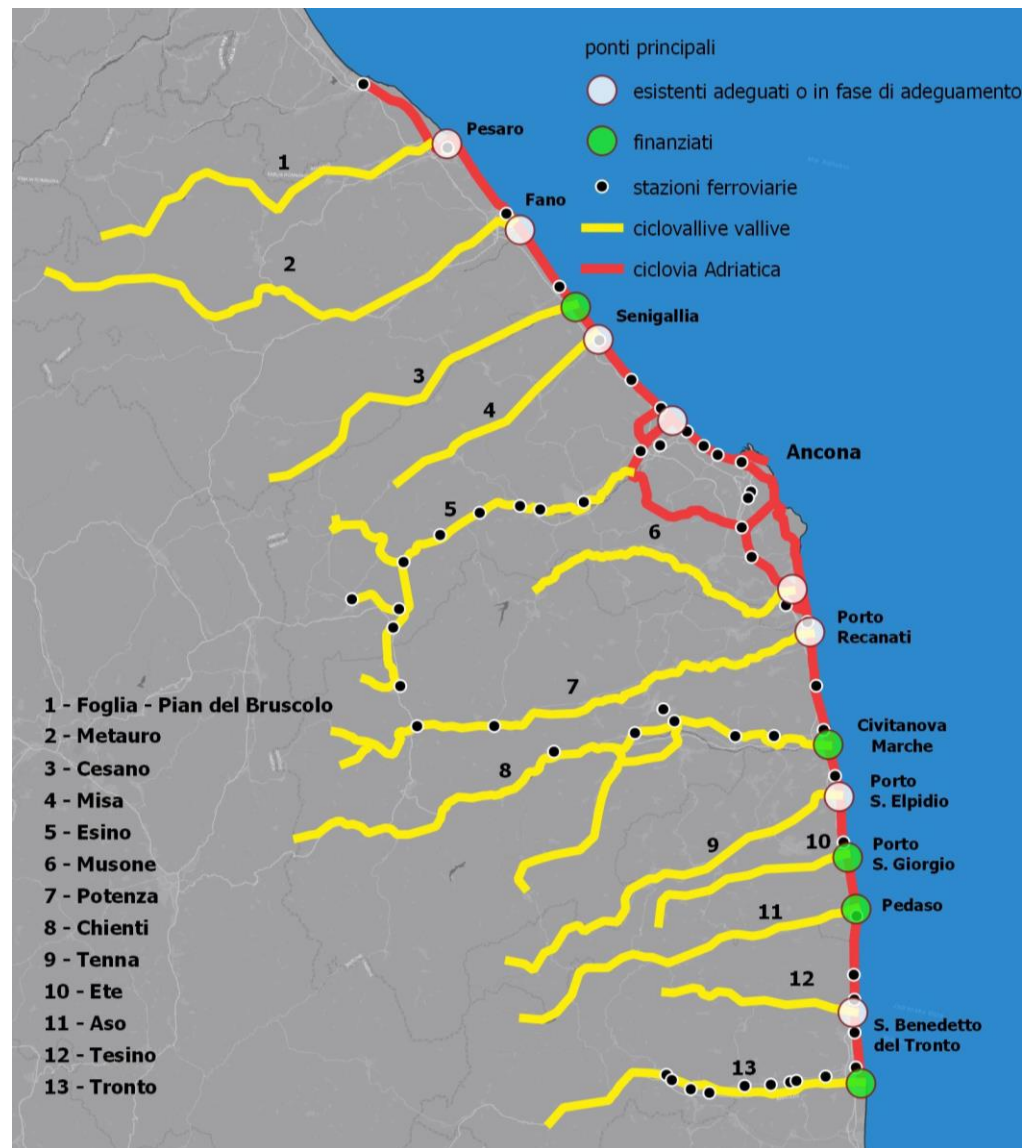 ponti principali
esistenti adeguati o in fase di adeguamento
finanziati
stazioni ferroviarie
ciclovallive vallive
ciclovia Adriatica
Pesaro
1
Fano
2
Senigallia
3
4
Ancona
5
6
Porto
Recanati
7
Civitanova
Marche
8
Porto
S. Elpidio
9
10
Porto
S. Giorgio
Pedaso
11
12
S. Benedetto
del Tronto
13
1 - Foglia - Pian del Bruscolo
2 - Metauro
3 - Cesano
4 - Misa
5 - Esino
6 - Musone
7 - Potenza
8 - Chienti
9 - Tenna
10 - Ete
11 - Aso
12 - Tesino
13 - Tronto